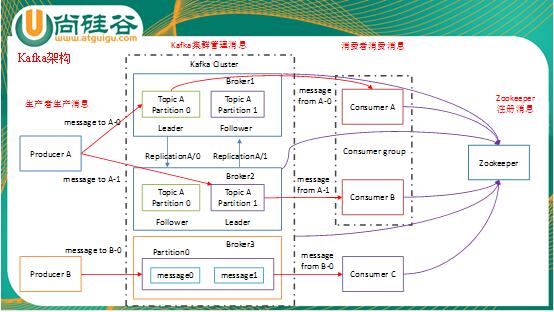 尚硅谷
www.atguigu.com
Kafka架构
Kafka集群管理消息
消费者消费消息
Kafka Cluster
生产者生产消息
Zookeeper
注册消息
Broker1
Topic A
Partition 0
Topic A
Partition 1
Leader
Follower
message to A-0
message
from A-0
Consumer A
Producer A
ReplicationA/0
ReplicationA/1
Consumer group
Zookeeper
message to A-1
Broker2
Topic A
Partition 0
Topic A
Partition 1
Follower
Leader
message
from A-1
Consumer B
message to B-0
Broker3
Partition0
message0
message1
message
from B-0
Producer B
Consumer C